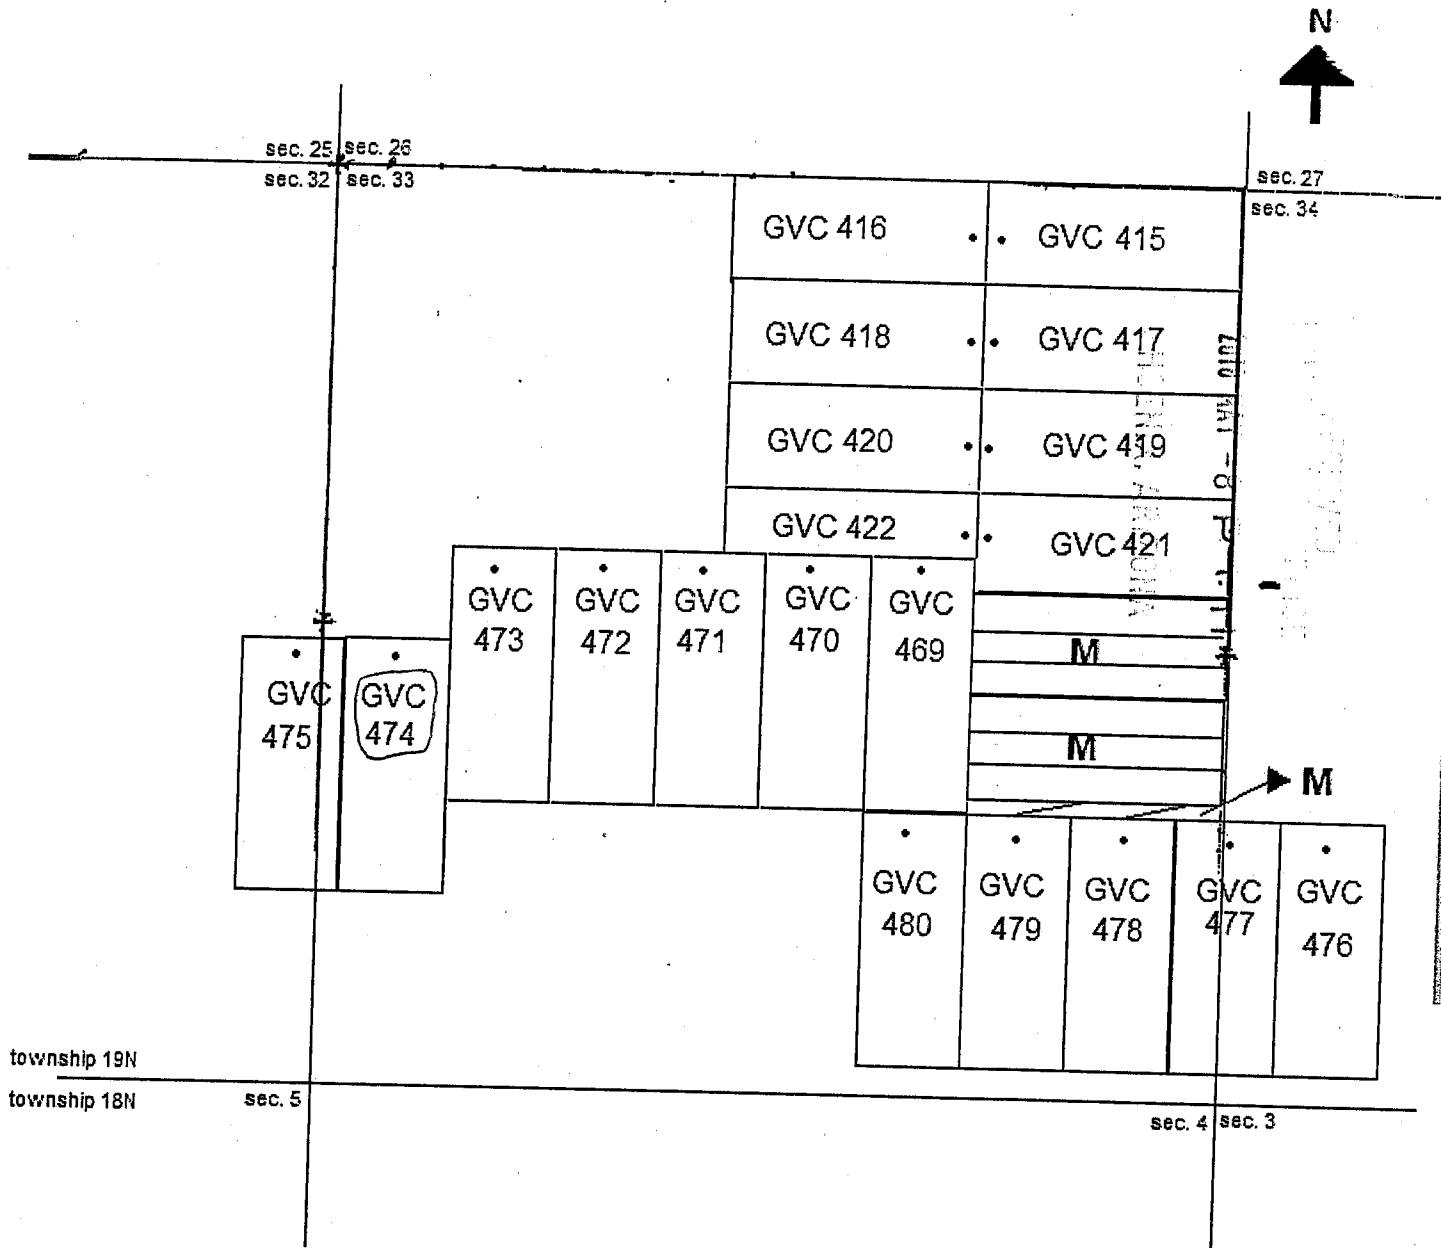 N
sec. 25 sec. 26
sec. 32 sec. 33
sec. 27
sec. 34
GVC 416
GVC 415
GVC 418
GVC 417
GVC 420
GVC 419
GVC 422
GVC 421
GVC
473
GVC
472
GVC
471
GVC
470
GVC
469
M
M
M
GVC
475
GVC
474
GVC
480
GVC
479
GVC
478
GVC
477
GVC
476
township 19N
township 18N
sec. 5
sec. 4 sec. 3